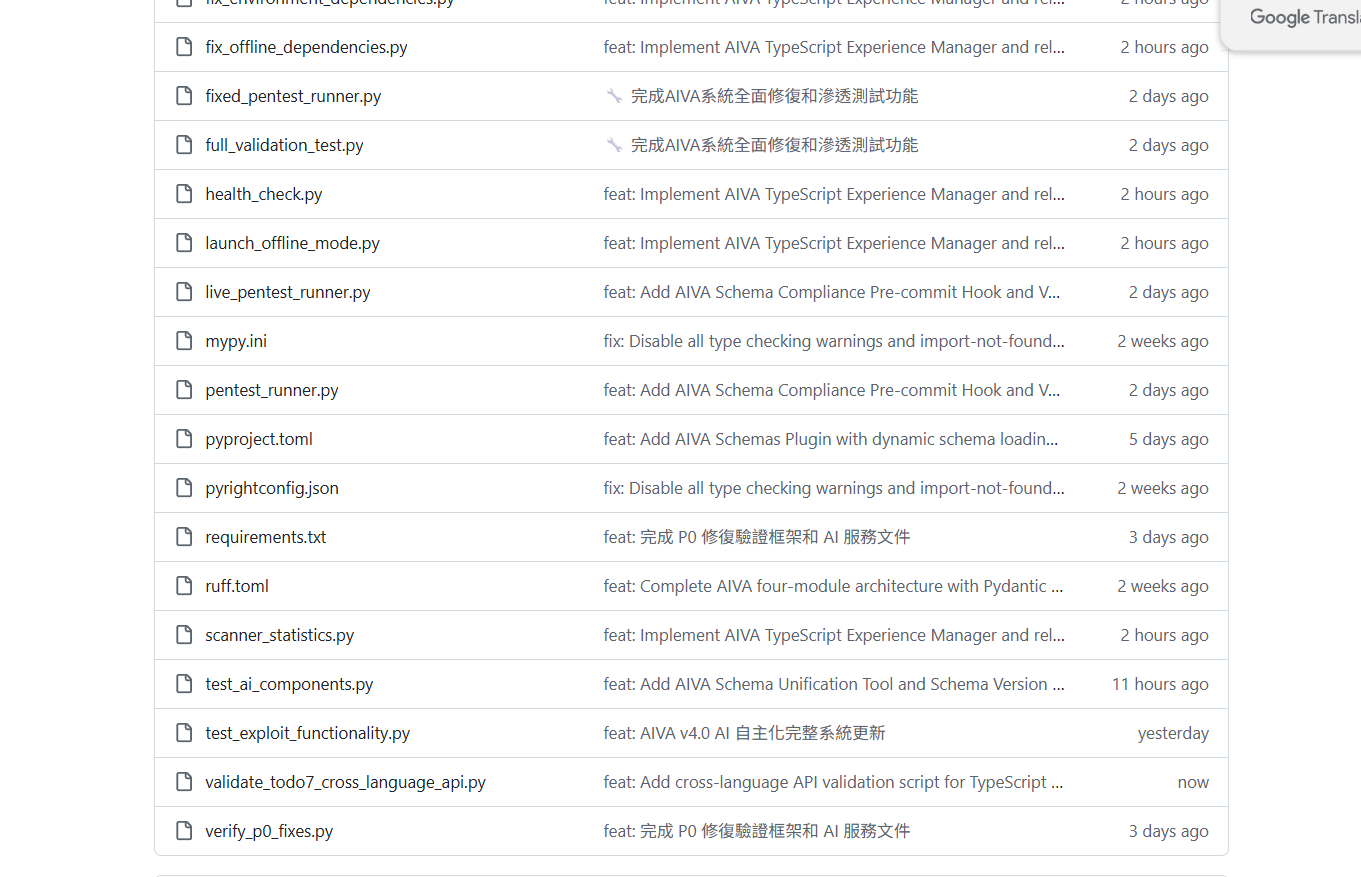 fix_environment_dependencies.py feat: Implement AIVA TypeScript Experience Manager and rel... 2 hours ago
Google Transla
fix_offline_dependencies.py feat: Implement AIVA TypeScript Experience Manager and rel... 2 hours ago
fixed_pentest_runner.py 🔧 完成AIVA系統全面修復和滲透測試功能 2 days ago
full_validation_test.py 🔧 完成AIVA系統全面修復和滲透測試功能 2 days ago
health_check.py feat: Implement AIVA TypeScript Experience Manager and rel... 2 hours ago
launch_offline_mode.py feat: Implement AIVA TypeScript Experience Manager and rel... 2 hours ago
live_pentest_runner.py feat: Add AIVA Schema Compliance Pre-commit Hook and V... 2 days ago
mypy.ini fix: Disable all type checking warnings and import-not-found... 2 weeks ago
pentest_runner.py feat: Add AIVA Schema Compliance Pre-commit Hook and V... 2 days ago
pyproject.toml feat: Add AIVA Schemas Plugin with dynamic schema loadin... 5 days ago
pyrightconfig.json fix: Disable all type checking warnings and import-not-found... 2 weeks ago
requirements.txt feat: 完成 P0 修復驗證框架和 AI 服務文件 3 days ago
ruff.toml feat: Complete AIVA four-module architecture with Pydantic ... 2 weeks ago
scanner_statistics.py feat: Implement AIVA TypeScript Experience Manager and rel... 2 hours ago
test_ai_components.py feat: Add AIVA Schema Unification Tool and Schema Version ... 11 hours ago
test_exploit_functionality.py feat: AIVA v4.0 AI 自主化完整系統更新 yesterday
validate_todo7_cross_language_api.py feat: Add cross-language API validation script for TypeScript ... now
verify_p0_fixes.py feat: 完成 P0 修復驗證框架和 AI 服務文件 3 days ago